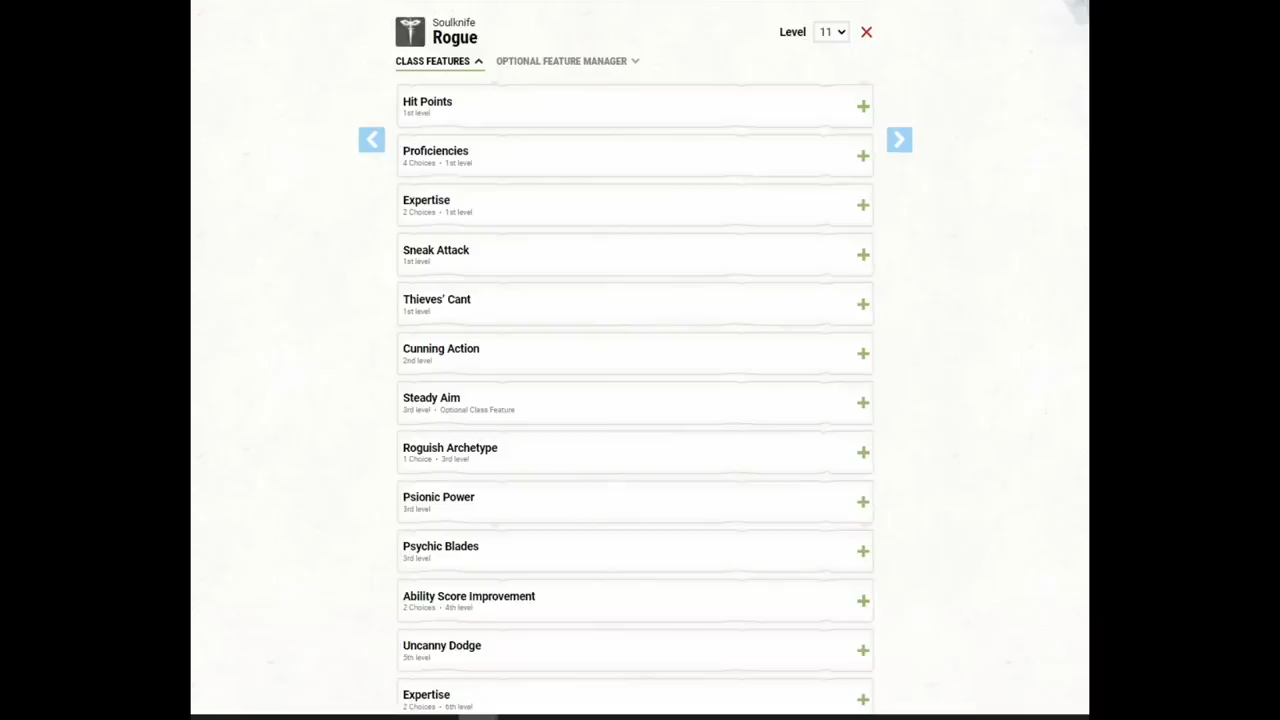 Soulknife
Rogue
Level 11
CLASS FEATURES
OPTIONAL FEATURE MANAGER
Hit Points
1st level
Proficiencies
4 Choices • 1st level
Expertise
2 Choices • 1st level
Sneak Attack
1st level
Thieves’ Cant
1st level
Cunning Action
2nd level
Steady Aim
3rd level • Optional Class Feature
Roguish Archetype
1 Choice • 3rd level
Psionic Power
3rd level
Psychic Blades
3rd level
Ability Score Improvement
2 Choices • 4th level
Uncanny Dodge
5th level
Expertise
2 Choices • 6th level